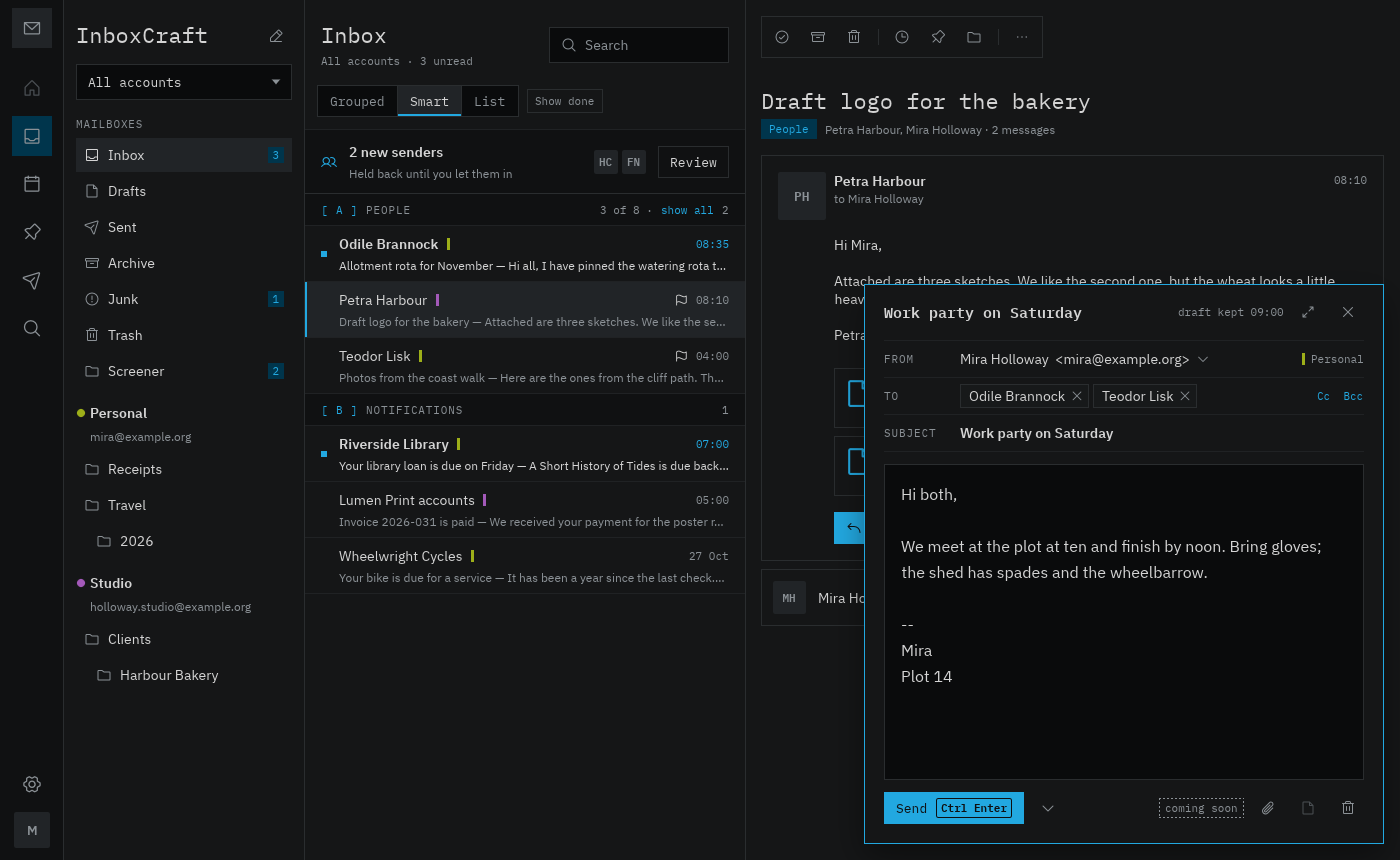 InboxCraft
All accounts
MAILBOXES
Inbox 3
Drafts
Sent
Archive
Junk 1
Trash
Screener 2
Personal
mira@example.org
Receipts
Travel
2026
Studio
holloway.studio@example.org
Clients
Harbour Bakery
M
Inbox
All accounts · 3 unread
Search
Grouped Smart List Show done
2 new senders
Held back until you let them in
HC FN Review
[ A ] PEOPLE 3 of 8 · show all 2
Odile Brannock 08:35
Allotment rota for November — Hi all, I have pinned the watering rota t…
Petra Harbour 08:10
Draft logo for the bakery — Attached are three sketches. We like the se…
Teodor Lisk 04:00
Photos from the coast walk — Here are the ones from the cliff path. Th…
[ B ] NOTIFICATIONS 1
Riverside Library 07:00
Your library loan is due on Friday — A Short History of Tides is due back…
Lumen Print accounts 05:00
Invoice 2026-031 is paid — We received your payment for the poster r…
Wheelwright Cycles 27 Oct
Your bike is due for a service — It has been a year since the last check.…
Draft logo for the bakery
People Petra Harbour, Mira Holloway · 2 messages
PH Petra Harbour 08:10
to Mira Holloway
Hi Mira,
Attached are three sketches. We like the second one, but the wheat looks a little
Petra
MH
Work party on Saturday draft kept 09:00
FROM Mira Holloway <mira@example.org> Personal
TO Odile Brannock Teodor Lisk Cc Bcc
SUBJECT Work party on Saturday
Hi both,
We meet at the plot at ten and finish by noon. Bring gloves;
the shed has spades and the wheelbarrow.
--
Mira
Plot 14
Send Ctrl Enter coming soon